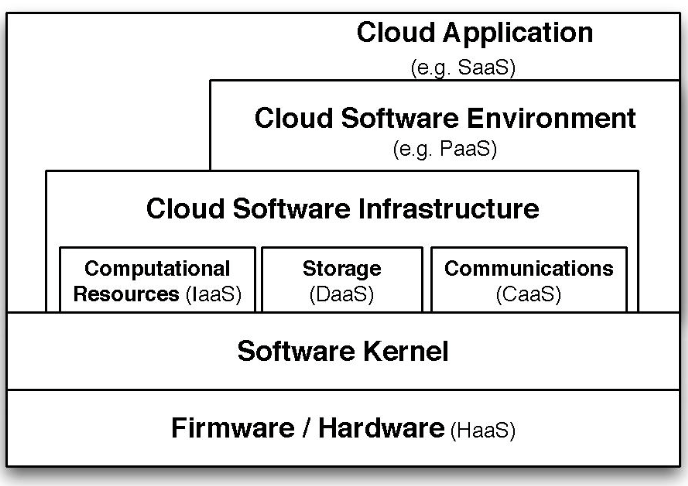 Cloud Application
(e.g. SaaS)
Cloud Software Environment
(e.g. PaaS)
Cloud Software Infrastructure
Computational
Resources (IaaS)
Storage
(DaaS)
Communications
(CaaS)
Software Kernel
Firmware / Hardware (HaaS)